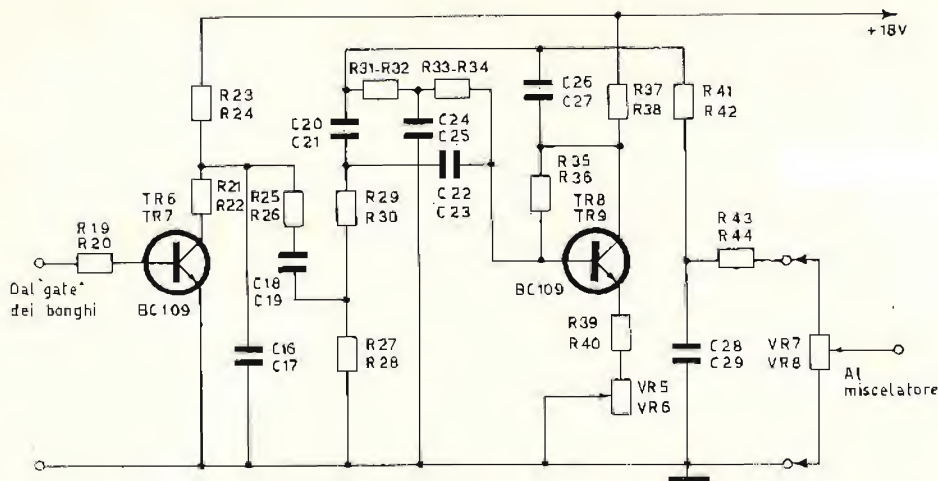 +18V
R23
R24
R31-R32
R33-R34
C20
C21
C24
C25
C26
C27
R37
R38
R41
R42
R21
R22
R25
R26
R29
R30
C22
C23
R35
R36
TR6
TR7
R19
R20
BC109
Dal "gate"
dei bonghi
C18
C19
TR8
TR9
BC109
R43
R44
C16
C17
R27
R28
R39
R40
C28
C29
VR5
VR6
VR7
VR8
Al
miscelatore